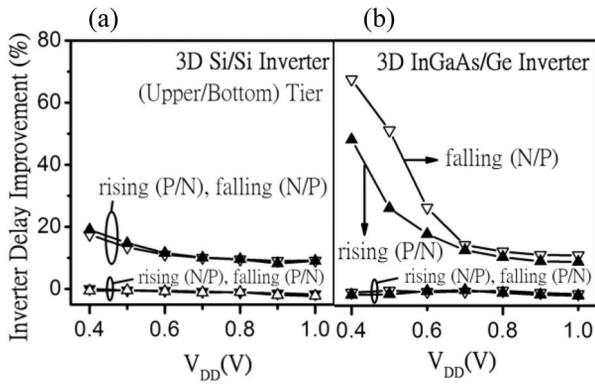 (a)
(b)
Inverter Delay Improvement (%)
80
60
40
20
0
3D Si/Si Inverter
(Upper/Bottom) Tier
rising (P/N), falling (N/P)
rising (N/P), falling (P/N)
0.4 0.6 0.8 1.0
V_DD(V)
3D InGaAs/Ge Inverter
falling (N/P)
rising (P/N)
rising (N/P), falling (P/N)
0.4 0.6 0.8 1.0
V_DD(V)